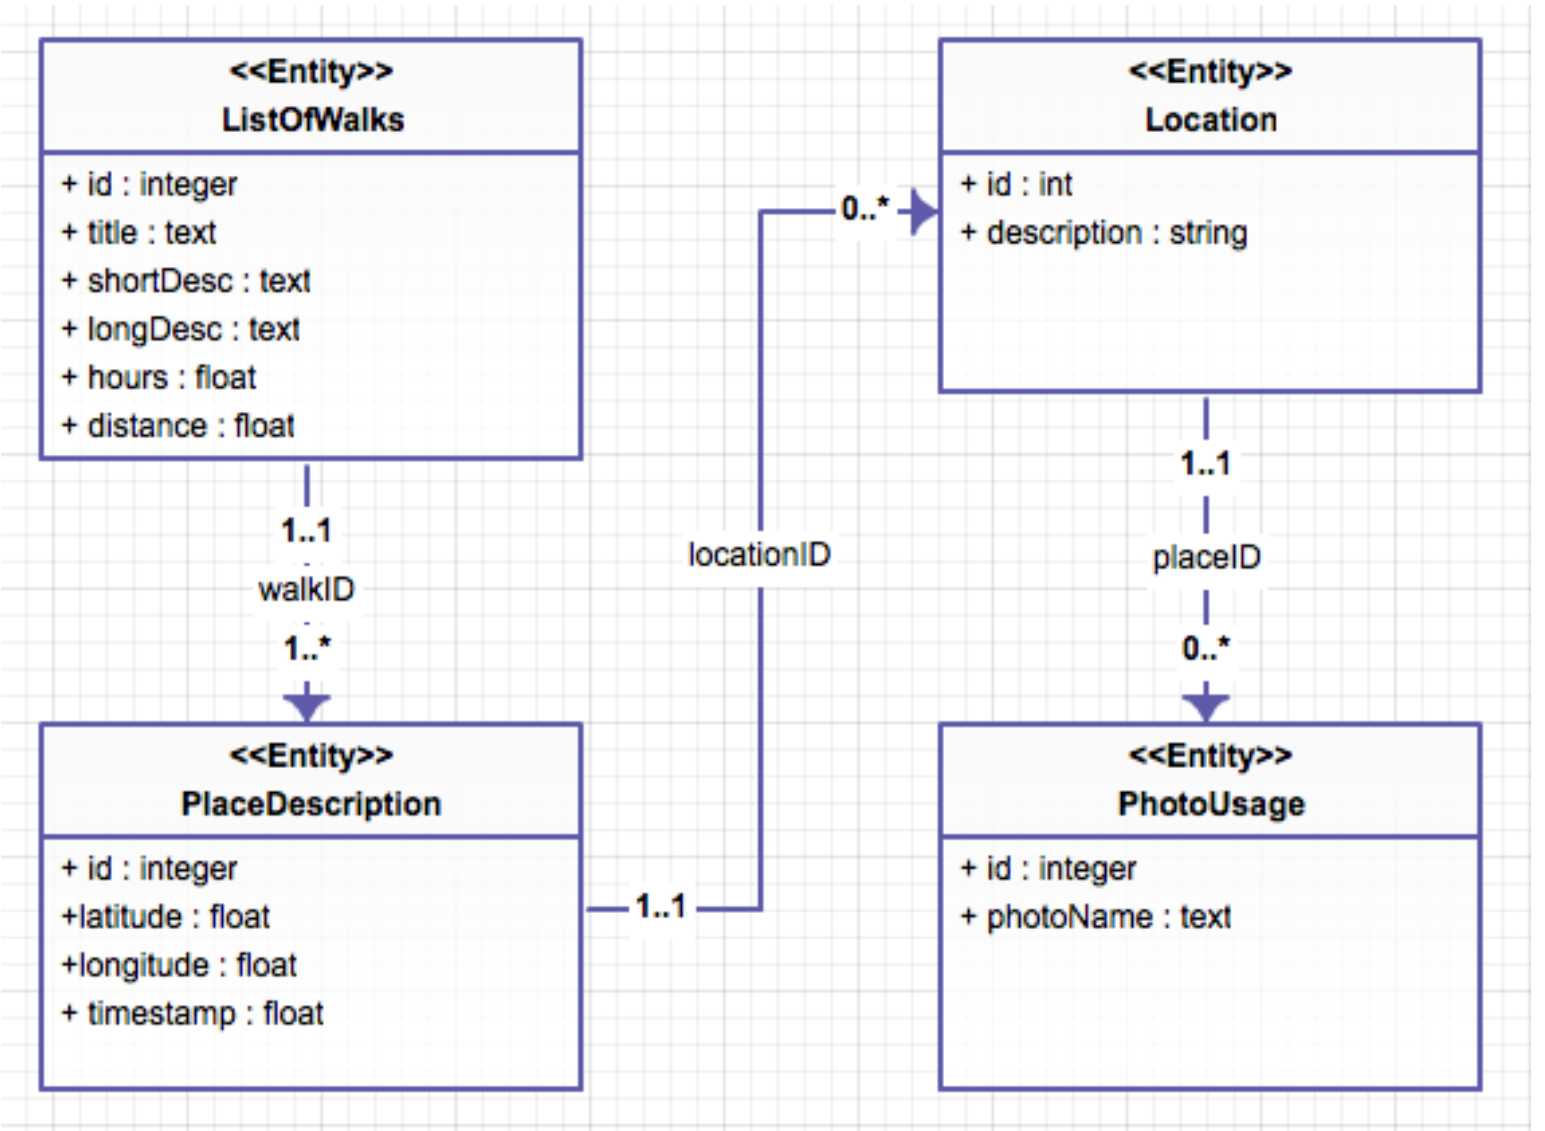 <<Entity>>
ListOfWalks
+ id : integer
+ title : text
+ shortDesc : text
+ longDesc : text
+ hours : float
+ distance : float
<<Entity>>
Location
+ id : int
+ description : string
0..*
1..1
walkID
1..*
locationID
1..1
placeID
0..*
<<Entity>>
PlaceDescription
+ id : integer
+latitude : float
+longitude : float
+ timestamp : float
1..1
<<Entity>>
PhotoUsage
+ id : integer
+ photoName : text